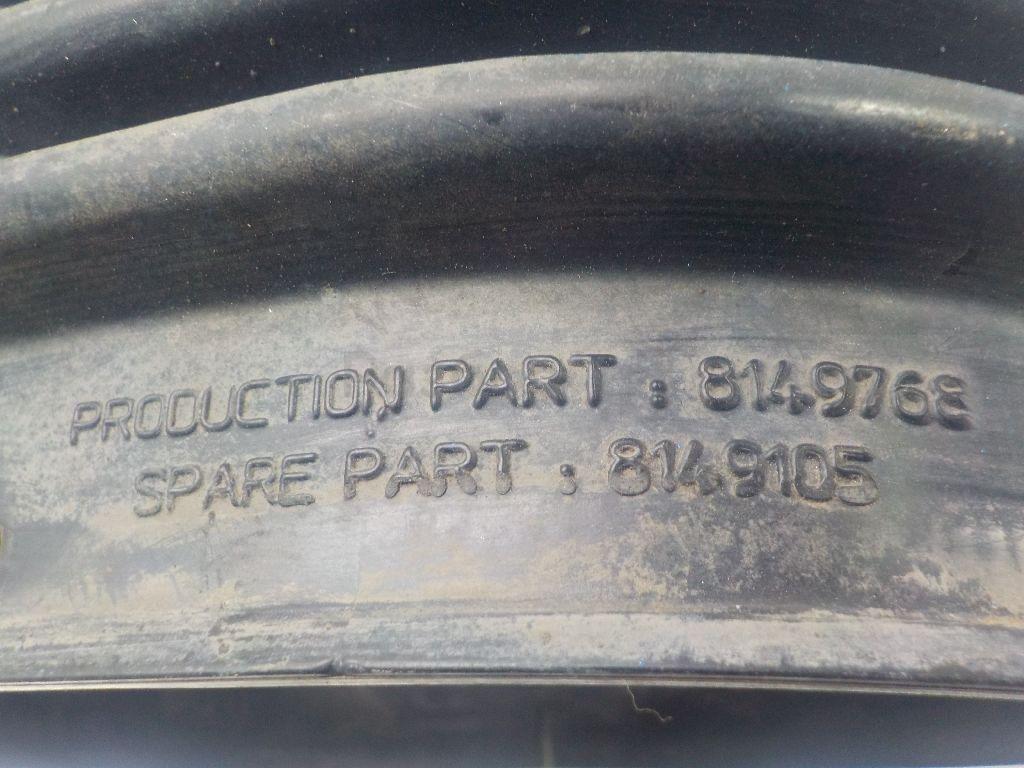 PRODUCTION PART : 8149768
SPARE PART : 8149105